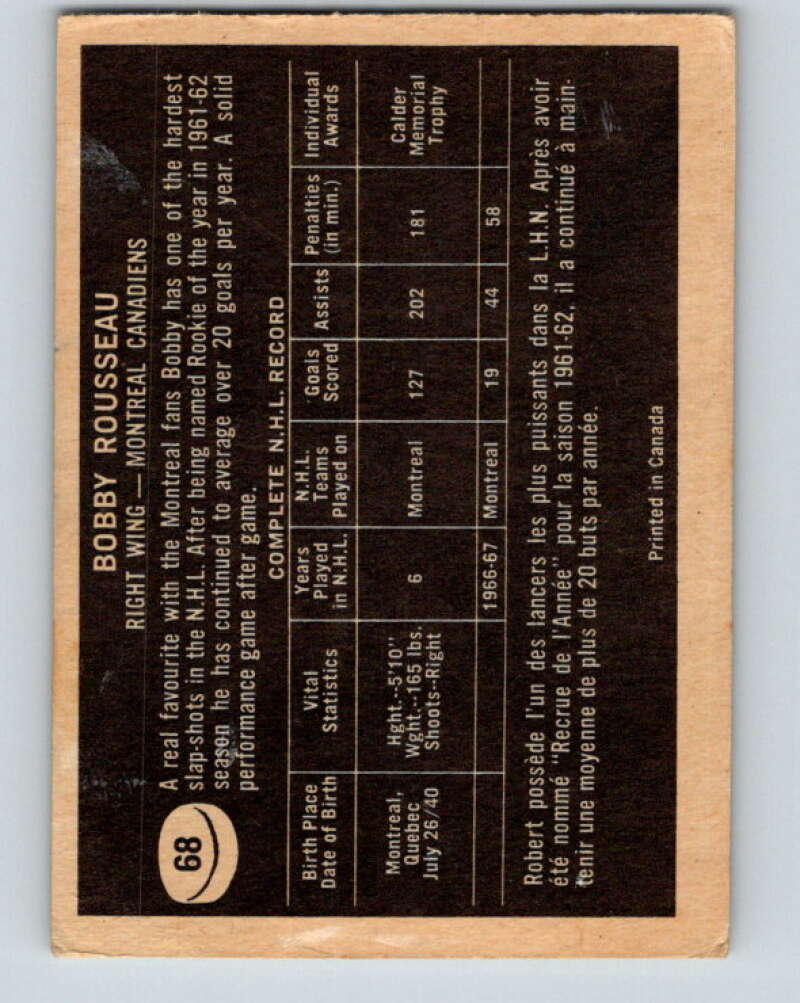 BOBBY ROUSSEAU
RIGHT WING — MONTREAL CANADIENS
68
A real favourite with the Montreal fans Bobby has one of the hardest
slap-shots in the N.H.L. After being named Rookie of the year in 1961-62
season he has continued to average over 20 goals per year. A solid
performance game after game.
COMPLETE N.H.L. RECORD
Birth Place
Date of Birth
Vital
Statistics
Years
Played
in N.H.L.
N.H.L.
Teams
Played on
Goals
Scored
Assists
Penalties
(in min.)
Individual
Awards
Montreal,
Quebec
July 26/40
Hght.--5'10"
Wght.--165 lbs.
Shoots--Right
6
Montreal
127
202
181
Calder
Memorial
Trophy
1966-67
Montreal
19
44
58
Robert possède l'un des lancers les plus puissants dans la L.H.N. Après avoir
été nommé "Recrue de l'Année" pour la saison 1961-62, il a continué à main-
tenir une moyenne de plus de 20 buts par année.
Printed in Canada